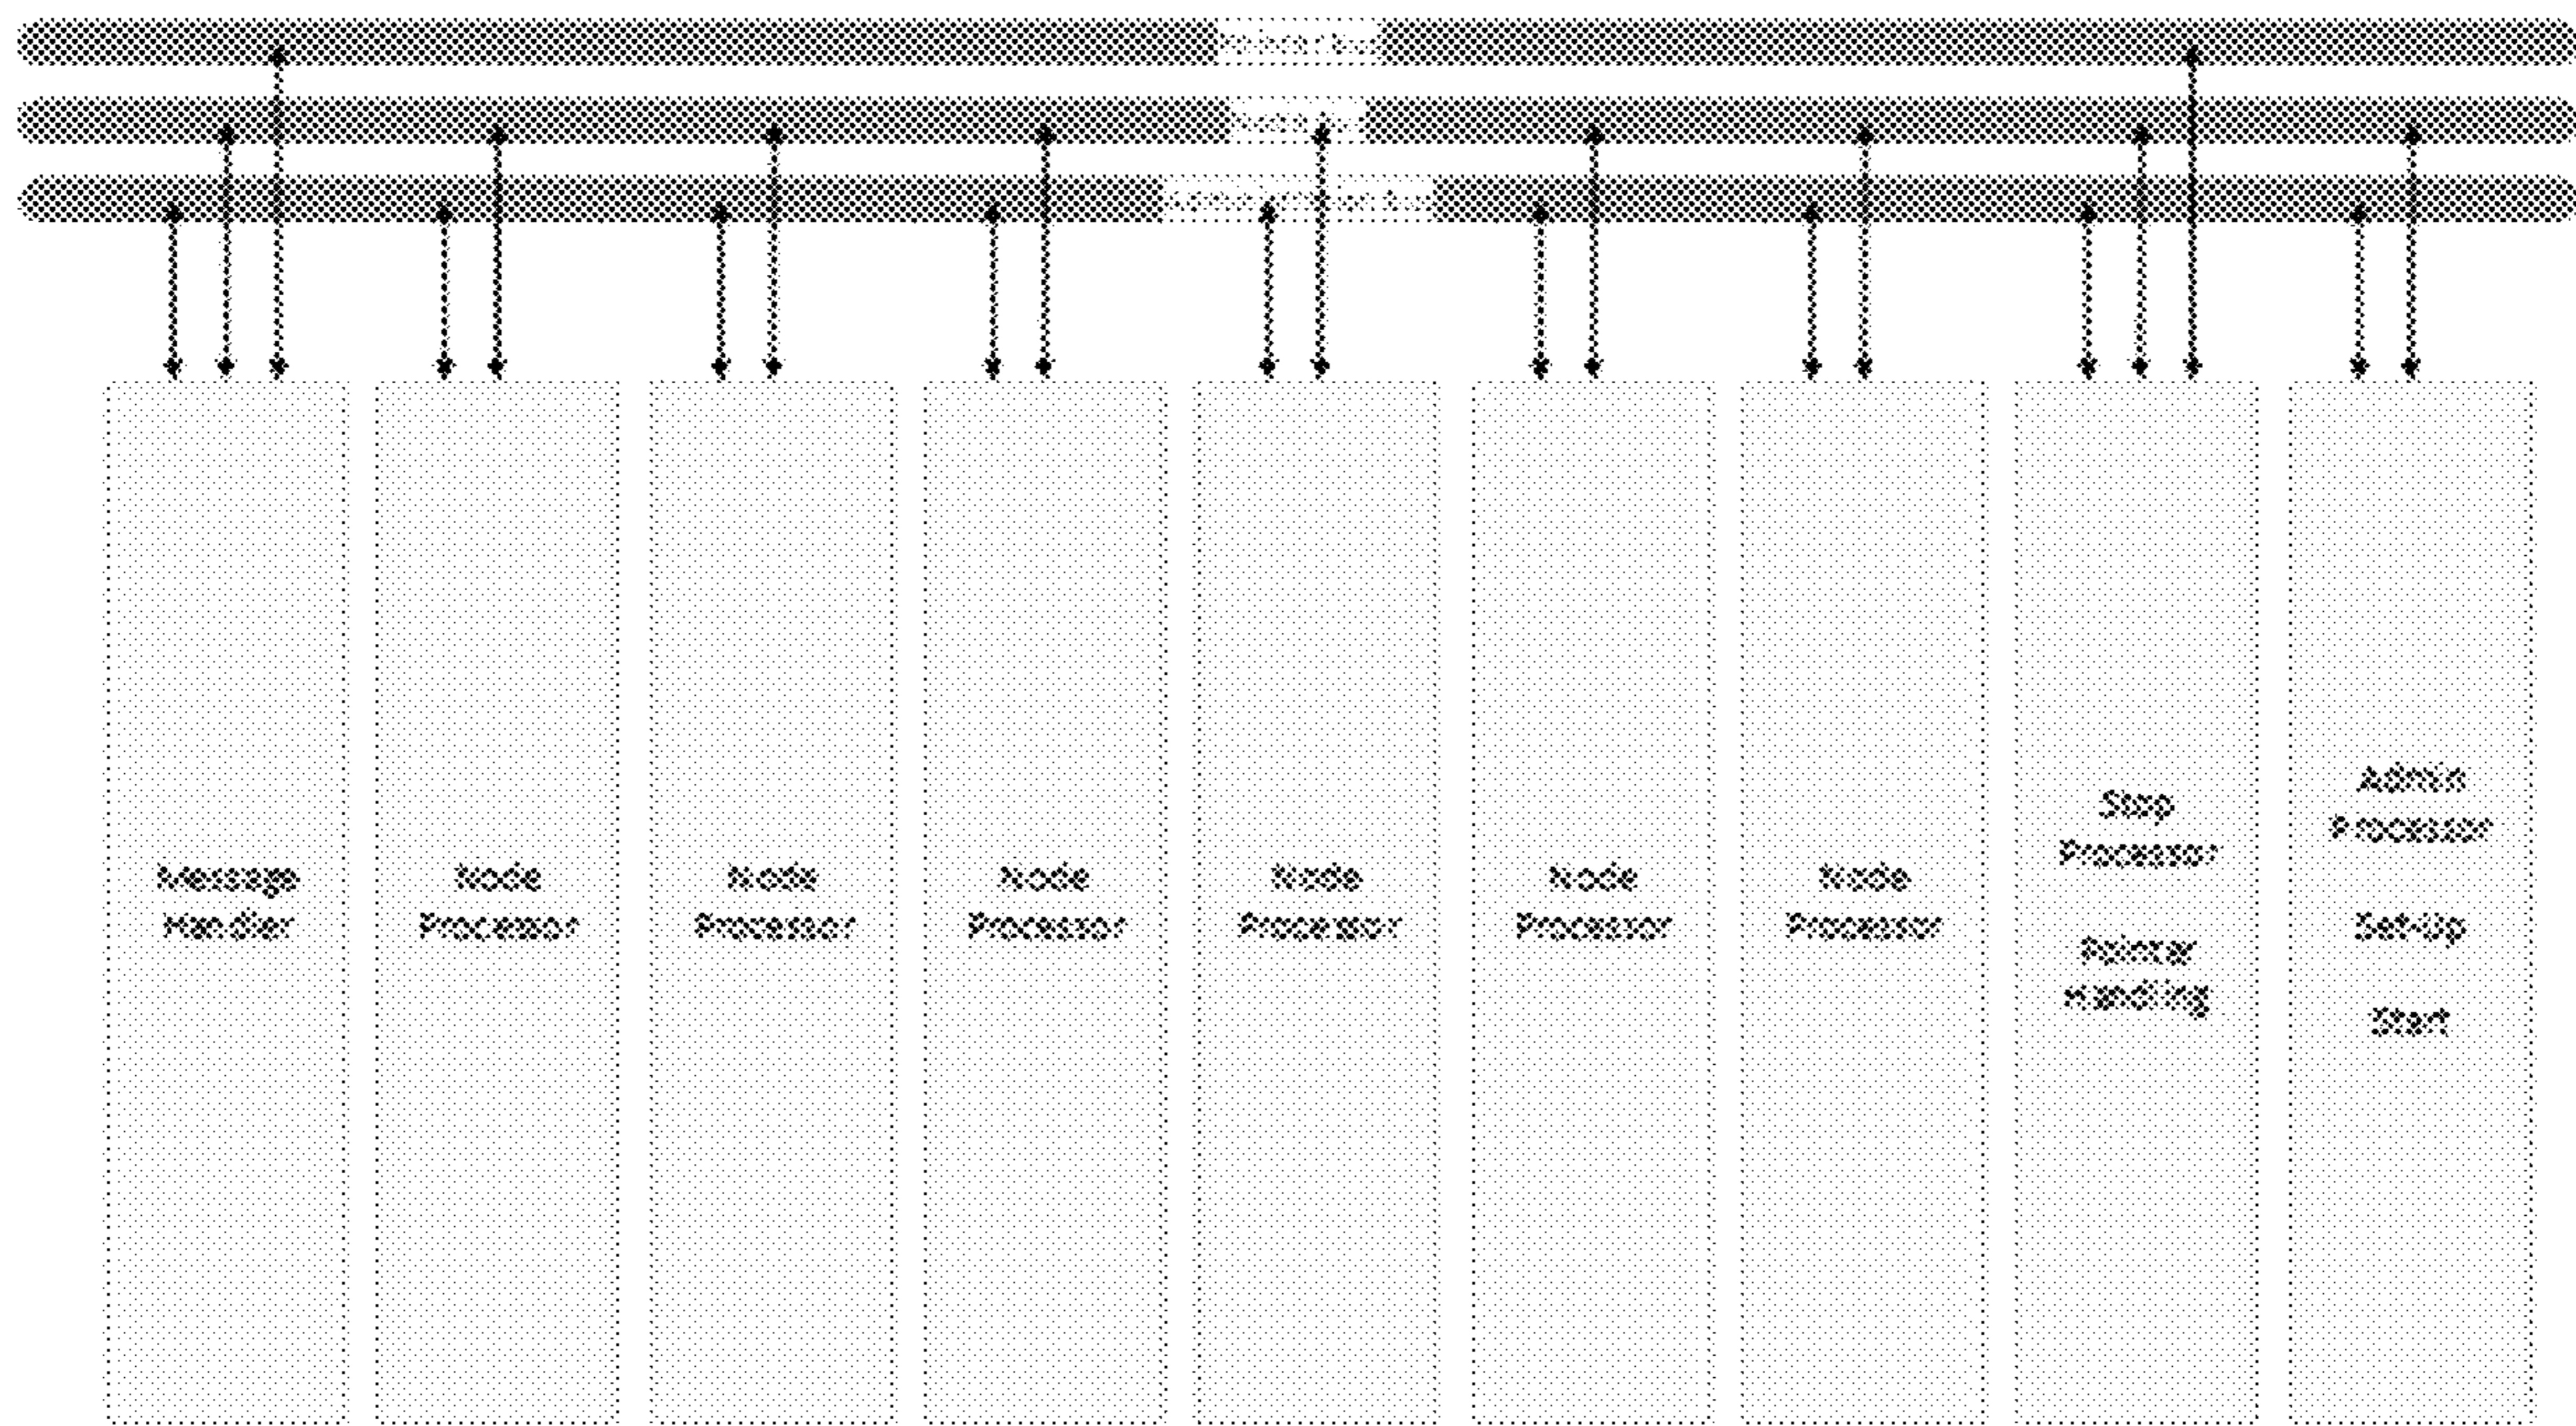 Message
Handler
Node
Processor
Node
Processor
Node
Processor
Node
Processor
Node
Processor
Node
Processor
Stop
Processor
Pointer
Handling
Admin
Processor
Set-Up
Start